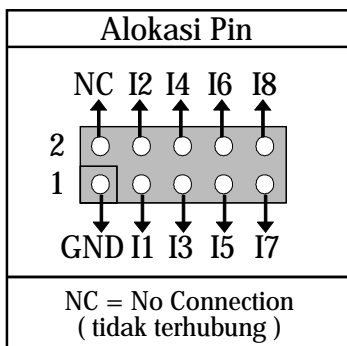 Alokasi Pin
NC I2 I4 I6 I8
2
1
GND I1 I3 I5 I7
NC = No Connection
( tidak terhubung )